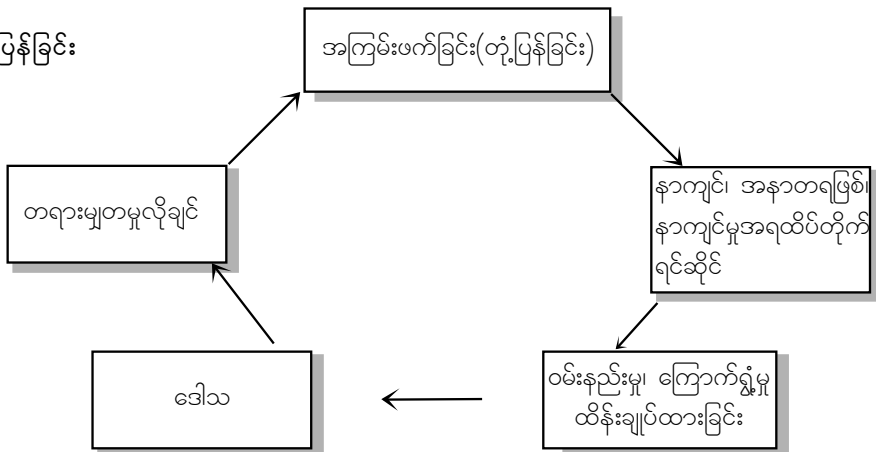 ပြန်ခြင်း
အကြမ်းဖက်ခြင်း(တုံ့ပြန်ခြင်း)
နာကျင်၊ အနာတရဖြစ်၊
နာကျင်မှုအရထိပ်တိုက်
ရင်ဆိုင်
ဝမ်းနည်းမှု၊ ကြောက်ရွံ့မှု
ထိန်းချုပ်ထားခြင်း
ဒေါသ
တရားမျှတမှုလိုချင်